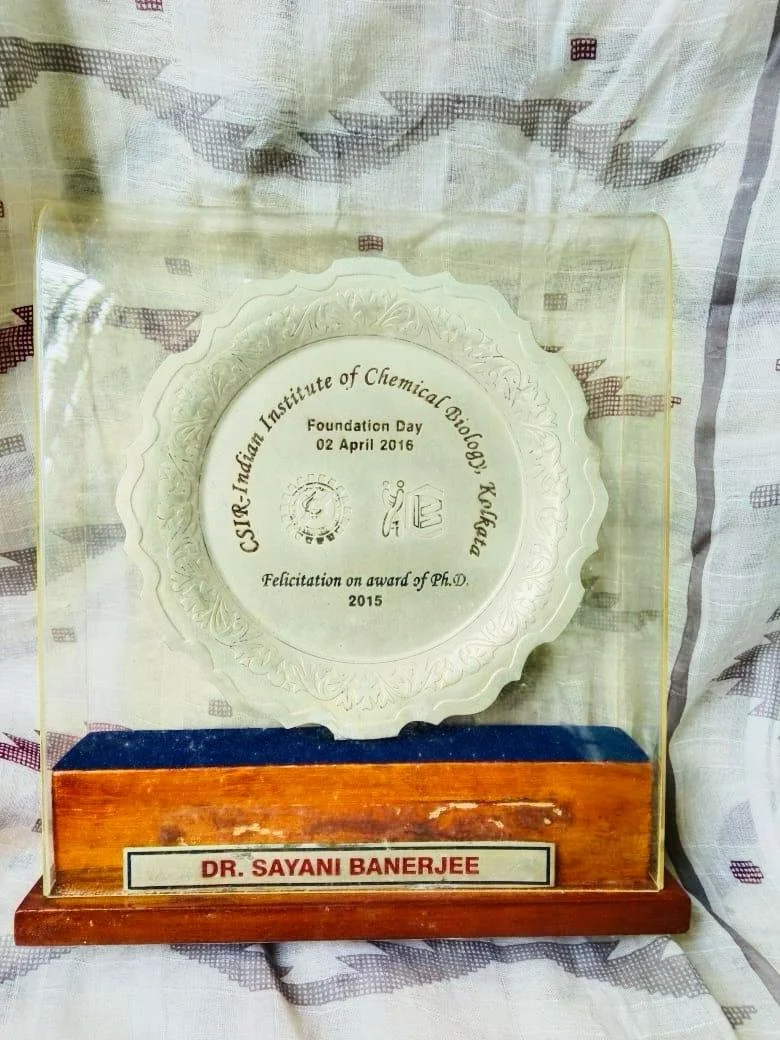 CSIR-Indian Institute of Chemical Biology, Kolkata
Foundation Day
02 April 2016
Felicitation on award of Ph.D.
2015
DR. SAYANI BANERJEE